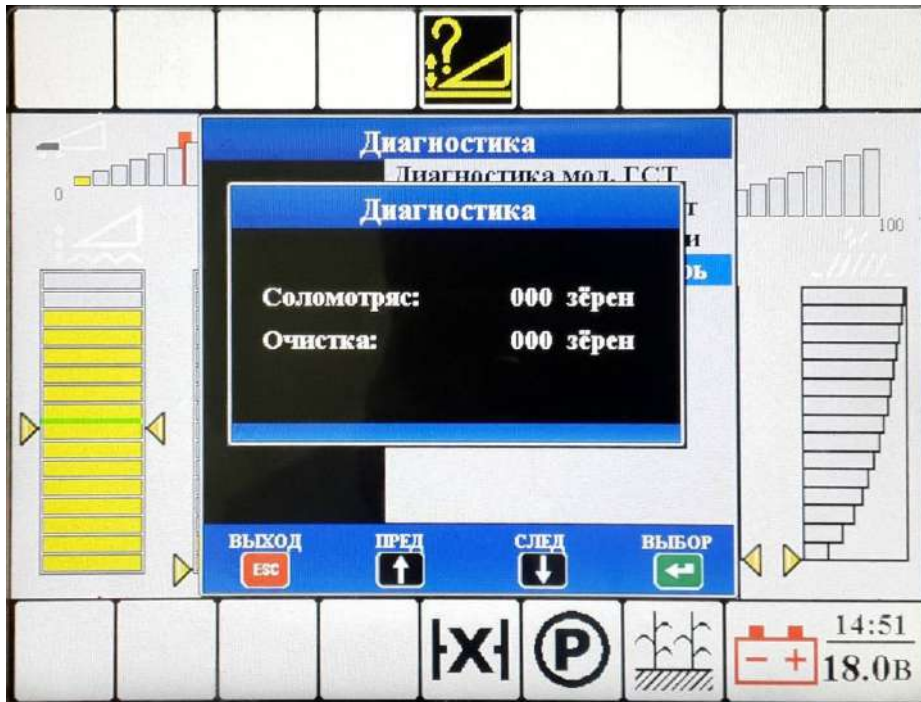 ?
Диагностика
Диагностика мод. ГСТ
т
и
рь
Диагностика
Соломотряс: 000 зёрен
Очистка: 000 зёрен
0
100
ВЫХОД ПРЕД СЛЕД ВЫБОР
ESC
X P
14:51
- + 18.0В